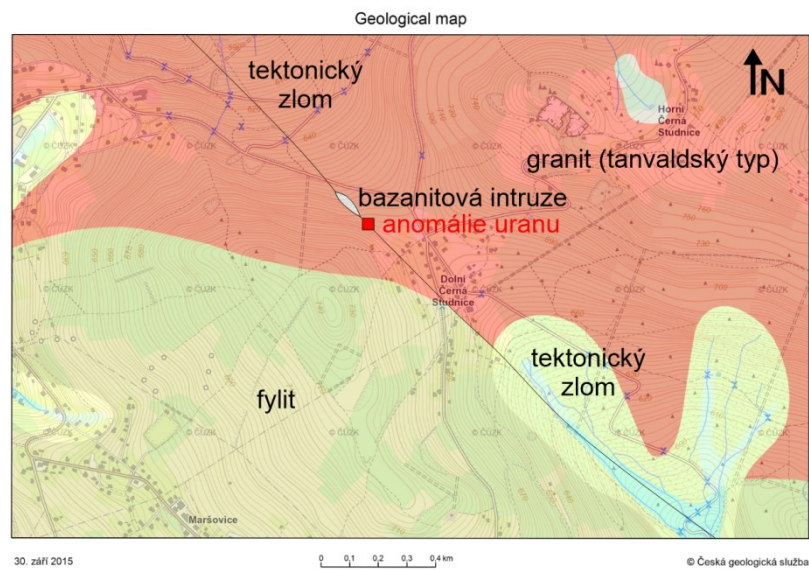 Geological map
tektonický
zlom
N
Horní
Černá
Studnice
granit (tanvaldský typ)
bazanitová intruze
anomálie uranu
Dolní
Černá
Studnice
tektonický
zlom
fylit
Maršovice
© ČÚZK
30. září 2015
0 0,1 0,2 0,3 0,4 km
© Česká geologická služba